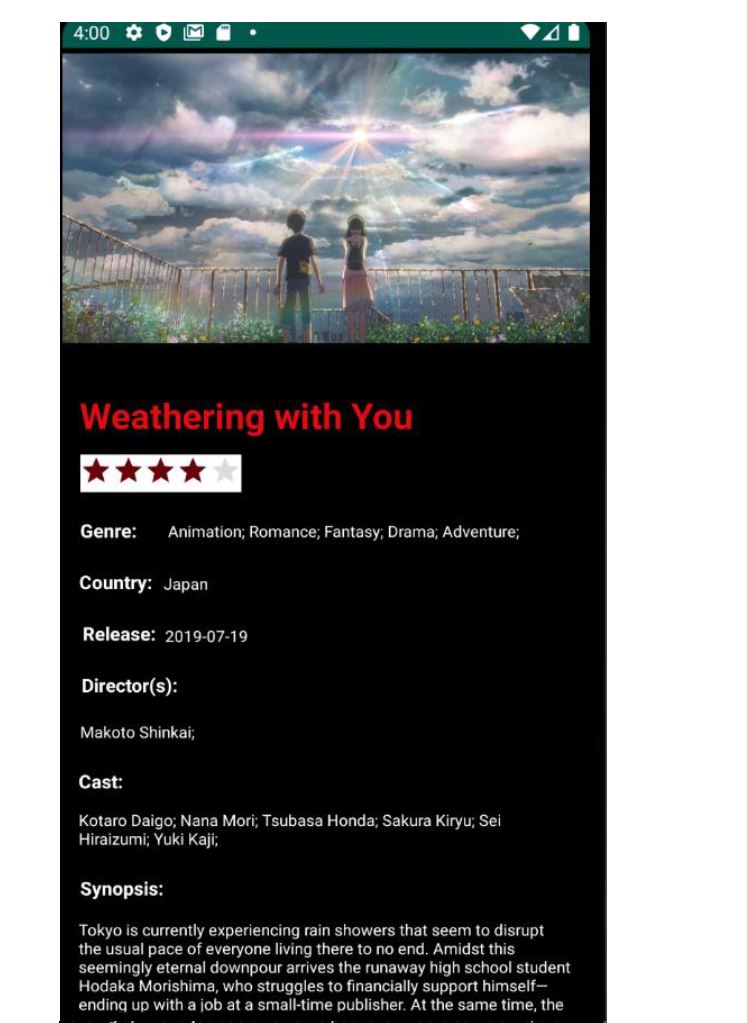 4:00
Weathering with You
Genre: Animation; Romance; Fantasy; Drama; Adventure;
Country: Japan
Release: 2019-07-19
Director(s):
Makoto Shinkai;
Cast:
Kotaro Daigo; Nana Mori; Tsubasa Honda; Sakura Kiryu; Sei
Hiraizumi; Yuki Kaji;
Synopsis:
Tokyo is currently experiencing rain showers that seem to disrupt
the usual pace of everyone living there to no end. Amidst this
seemingly eternal downpour arrives the runaway high school student
Hodaka Morishima, who struggles to financially support himself—
ending up with a job at a small-time publisher. At the same time, the